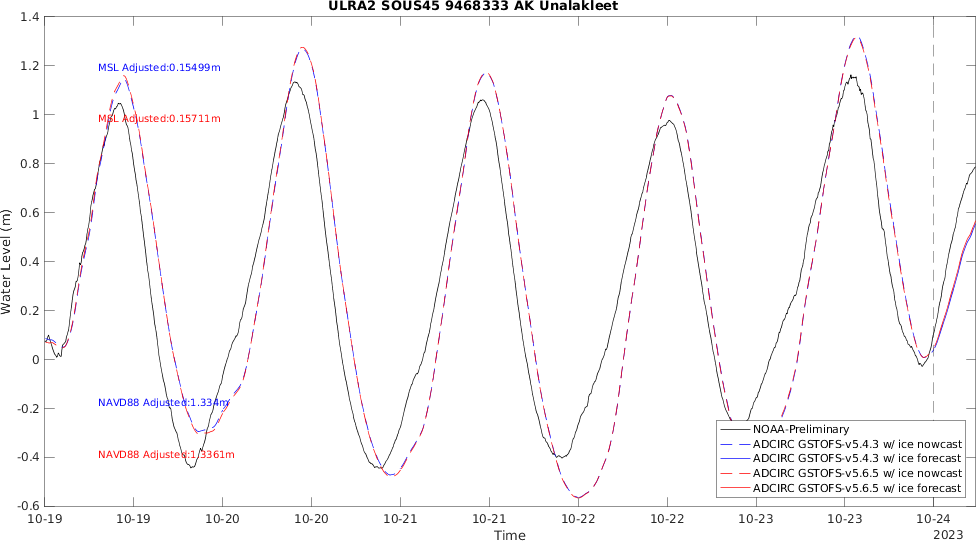 ULRA2 SOUS45 9468333 AK Unalakleet
1.4
1.2
1
0.8
0.6
0.4
0.2
0
-0.2
-0.4
-0.6
Water Level (m)
MSL Adjusted:0.15499m
MSL Adjusted:0.15711m
NAVD88 Adjusted:1.334m
NAVD88 Adjusted:1.3361m
NOAA-Preliminary
ADCIRC GSTOFS-v5.4.3 w/ ice nowcast
ADCIRC GSTOFS-v5.4.3 w/ ice forecast
ADCIRC GSTOFS-v5.6.5 w/ ice nowcast
ADCIRC GSTOFS-v5.6.5 w/ ice forecast
10-19 10-19 10-20 10-20 10-21 10-21 10-22 10-22 10-23 10-23 10-24
Time 2023